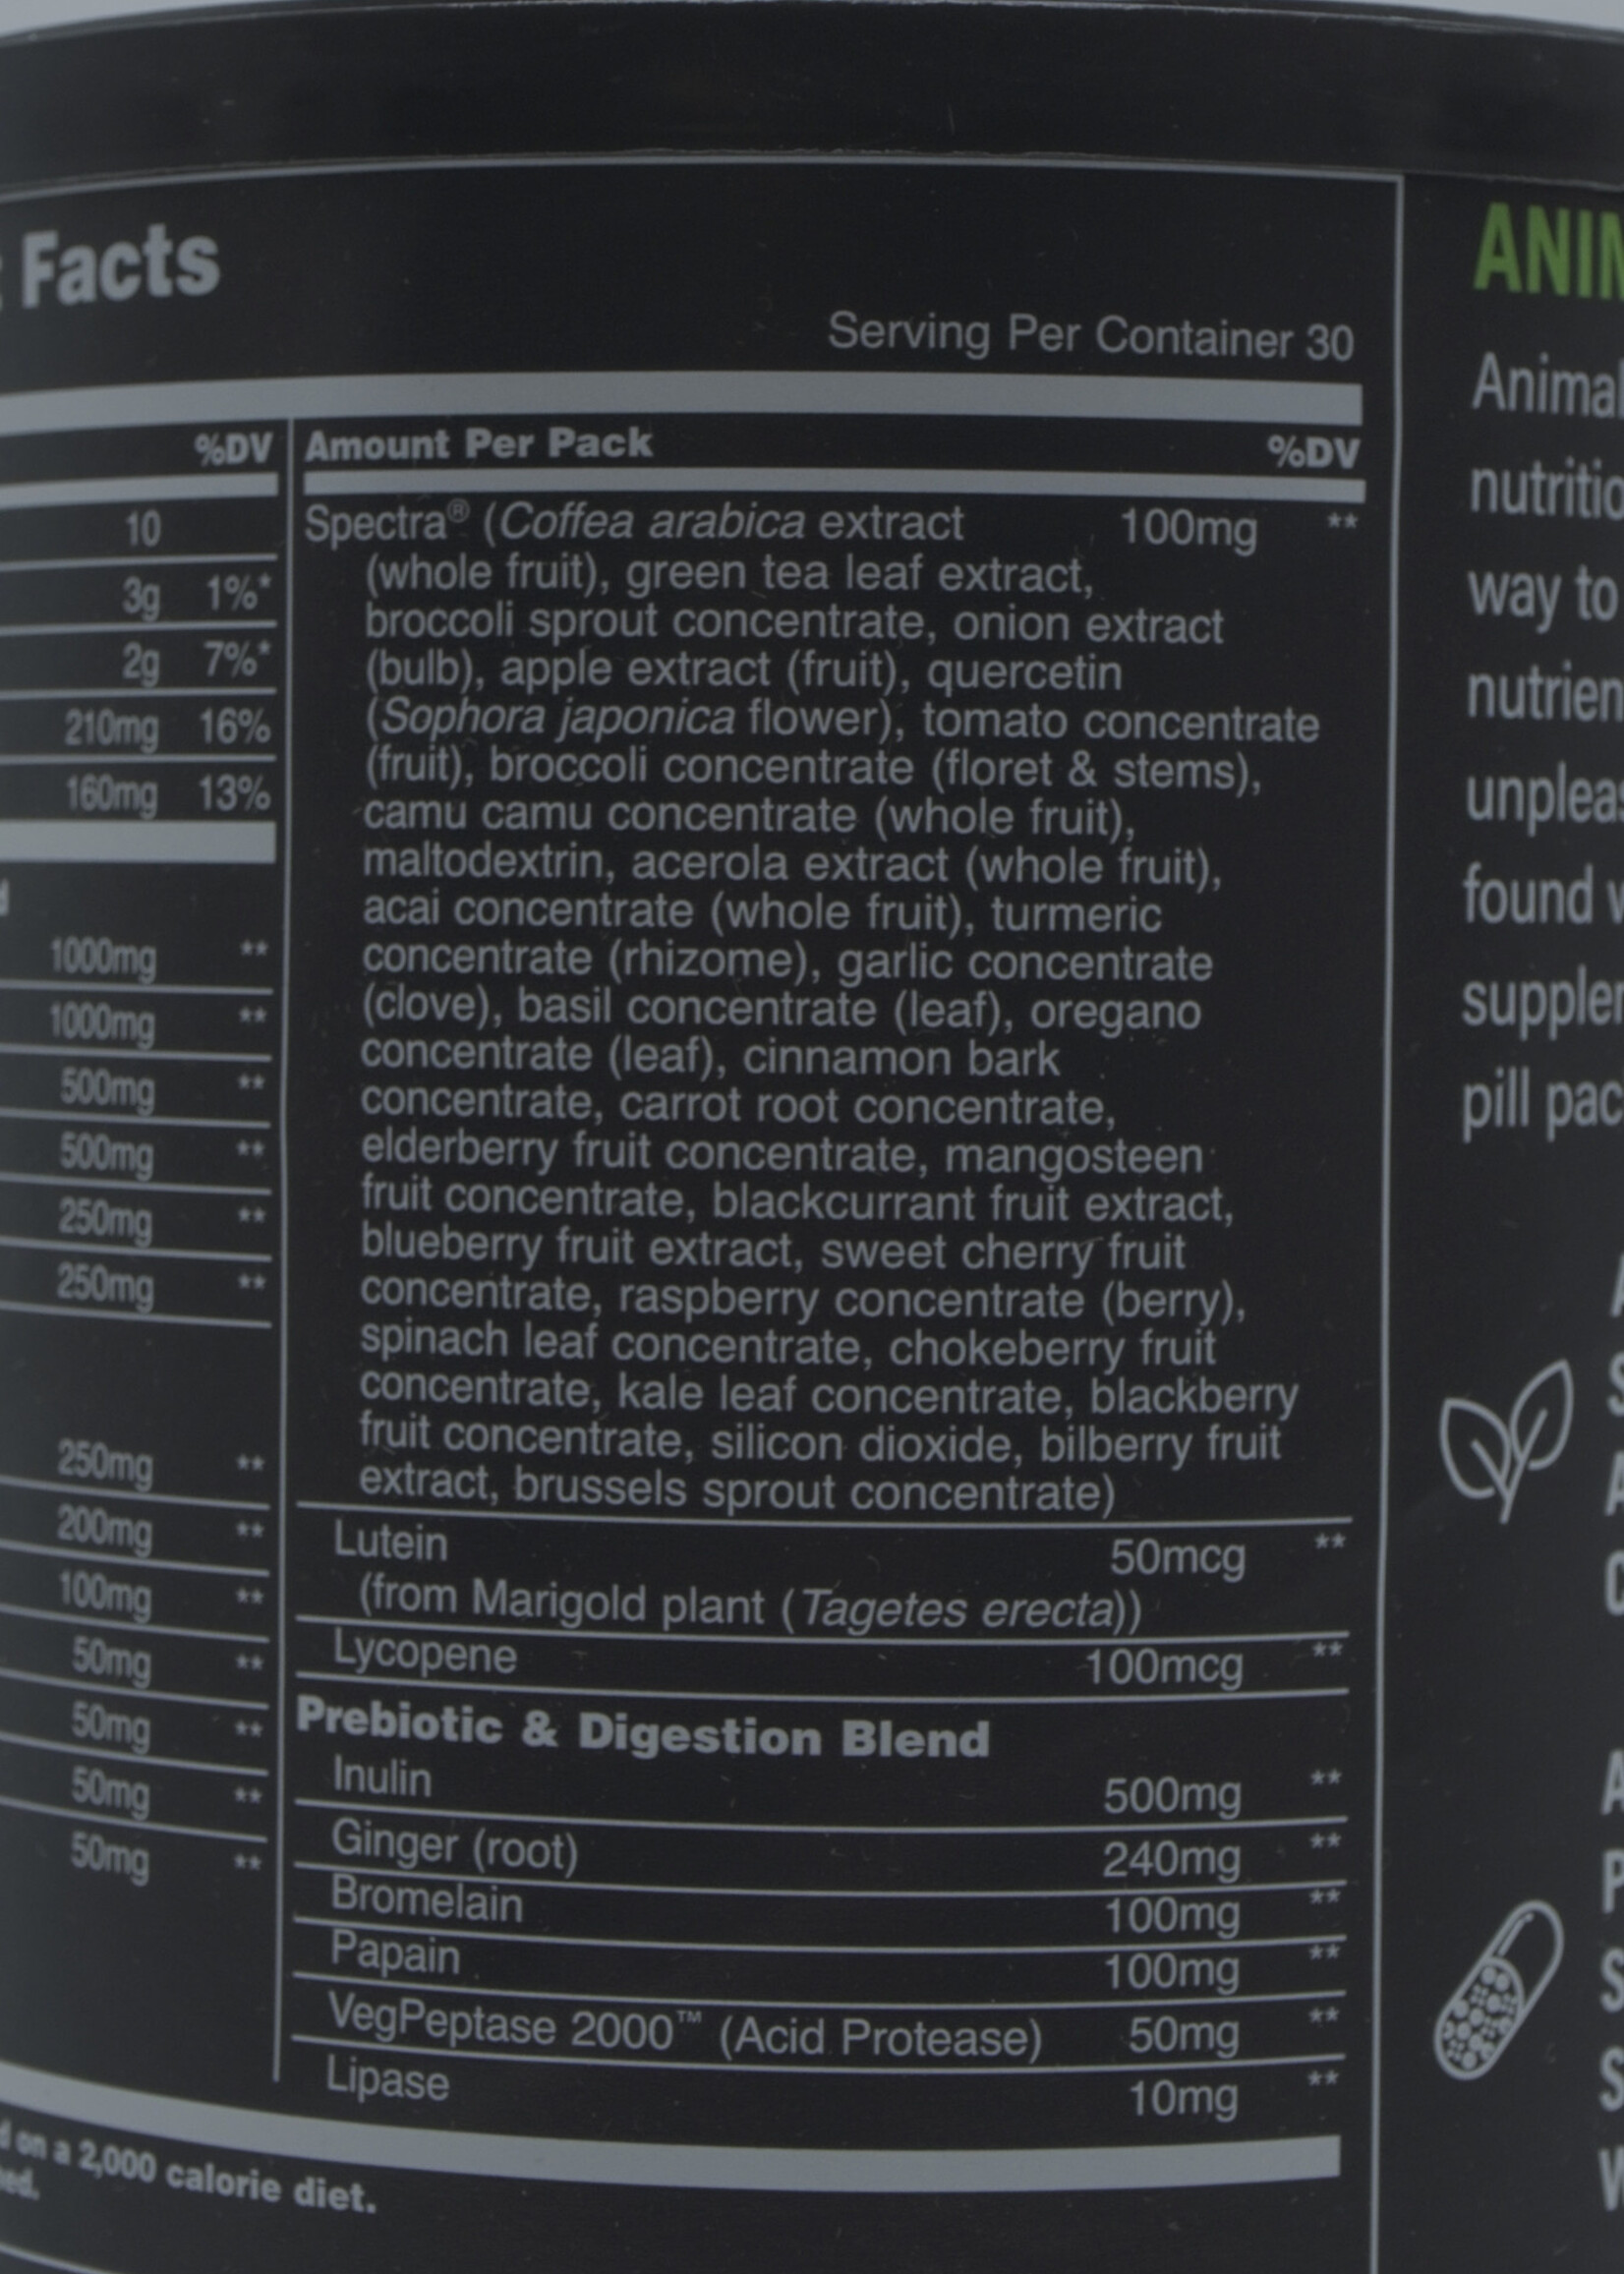 Facts
Serving Per Container 30
%DV
10
3g 1%*
2g 7%*
210mg 16%
160mg 13%
1000mg **
1000mg **
500mg **
500mg **
250mg **
250mg **
250mg **
200mg **
100mg **
50mg **
50mg **
50mg **
50mg **
Amount Per Pack %DV
Spectra® (Coffea arabica extract 100mg **
(whole fruit), green tea leaf extract,
broccoli sprout concentrate, onion extract
(bulb), apple extract (fruit), quercetin
(Sophora japonica flower), tomato concentrate
(fruit), broccoli concentrate (floret & stems),
camu camu concentrate (whole fruit),
maltodextrin, acerola extract (whole fruit),
acai concentrate (whole fruit), turmeric
concentrate (rhizome), garlic concentrate
(clove), basil concentrate (leaf), oregano
concentrate (leaf), cinnamon bark
concentrate, carrot root concentrate,
elderberry fruit concentrate, mangosteen
fruit concentrate, blackcurrant fruit extract,
blueberry fruit extract, sweet cherry fruit
concentrate, raspberry concentrate (berry),
spinach leaf concentrate, chokeberry fruit
concentrate, kale leaf concentrate, blackberry
fruit concentrate, silicon dioxide, bilberry fruit
extract, brussels sprout concentrate)
Lutein 50mcg **
(from Marigold plant (Tagetes erecta))
Lycopene 100mcg **
Prebiotic & Digestion Blend
Inulin 500mg **
Ginger (root) 240mg **
Bromelain 100mg **
Papain 100mg **
VegPeptase 2000™ (Acid Protease) 50mg **
Lipase 10mg **
on a 2,000 calorie diet.
way to
found
pill